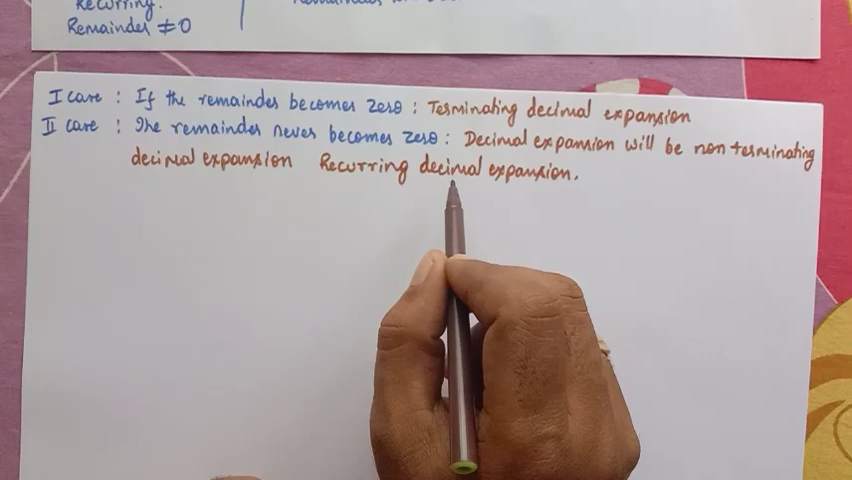 Recurring.
Remainder ≠ 0
Remainder
I case : If the remainder becomes zero : Terminating decimal expansion
II case : The remainder never becomes zero : Decimal expansion will be non terminating
decimal expansion Recurring decimal expansion.